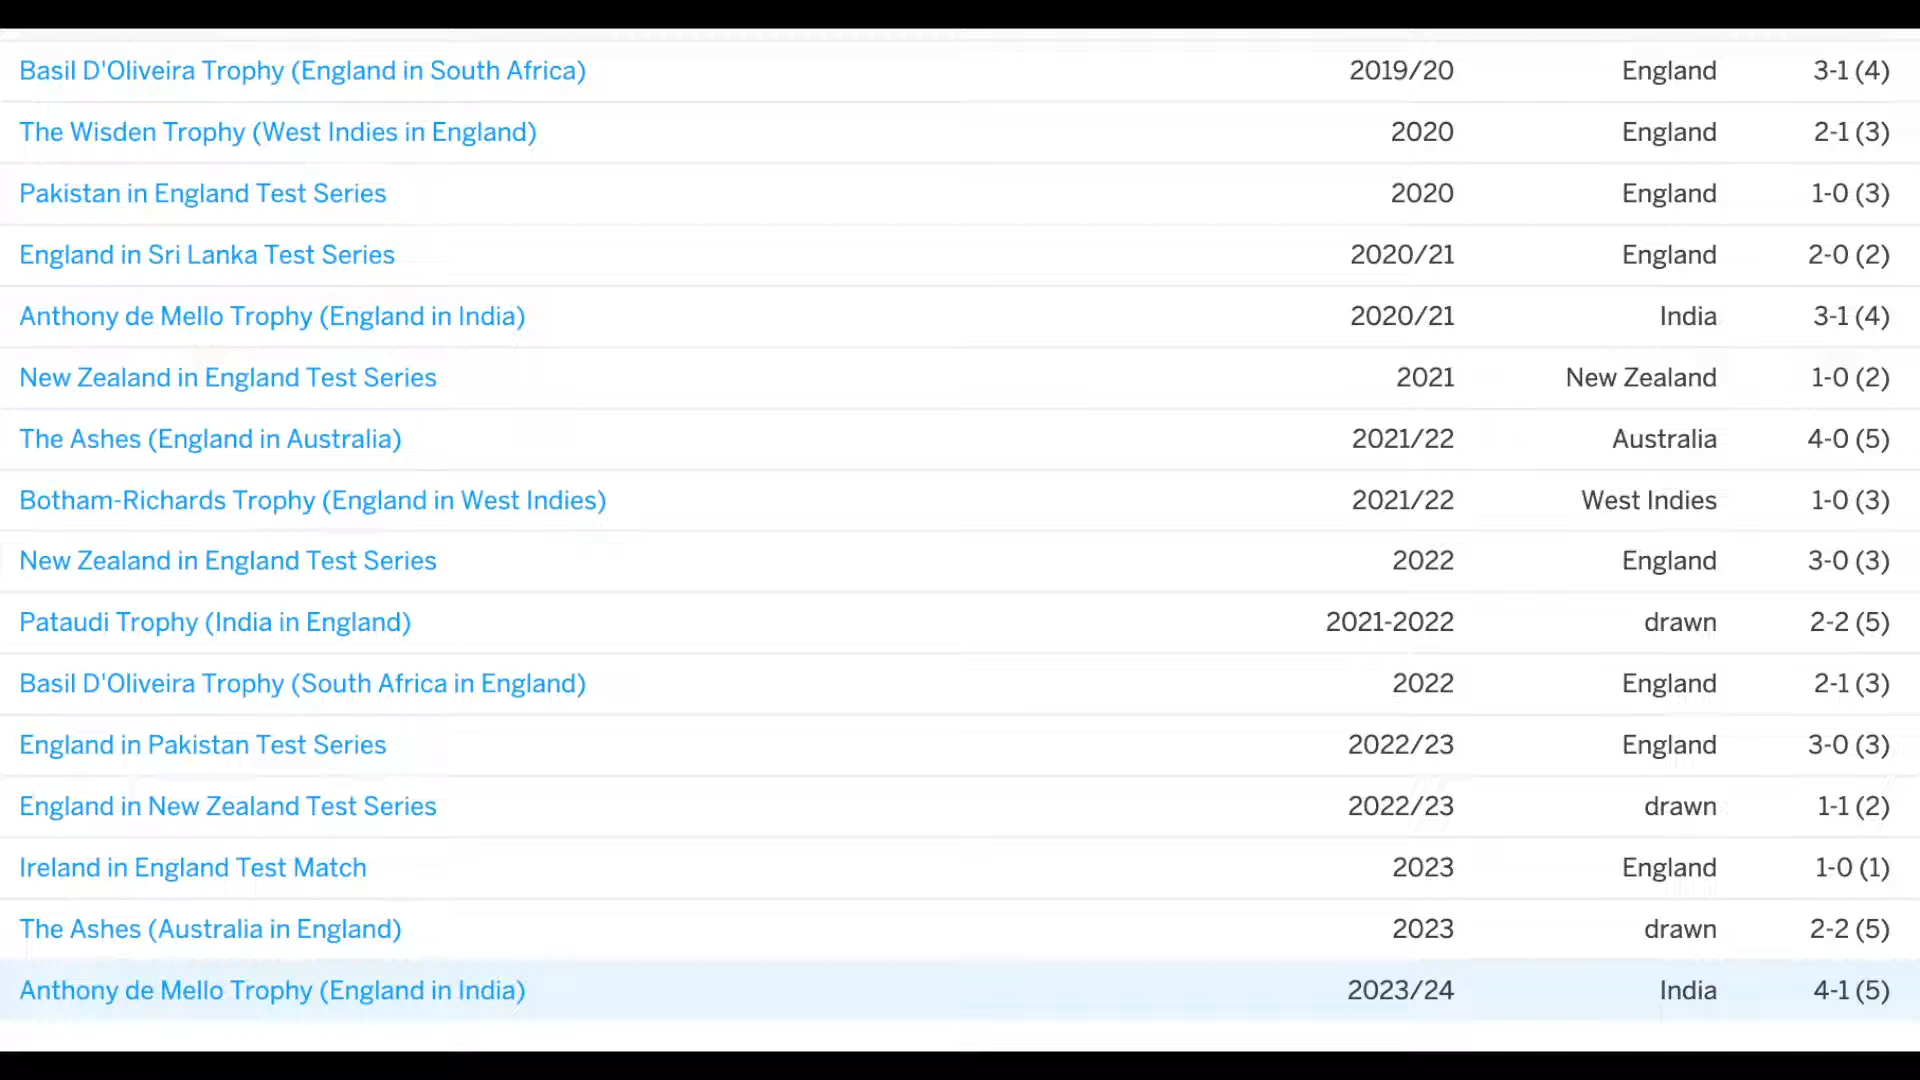 Basil D'Oliveira Trophy (England in South Africa) 2019/20 England 3-1 (4)
The Wisden Trophy (West Indies in England) 2020 England 2-1 (3)
Pakistan in England Test Series 2020 England 1-0 (3)
England in Sri Lanka Test Series 2020/21 England 2-0 (2)
Anthony de Mello Trophy (England in India) 2020/21 India 3-1 (4)
New Zealand in England Test Series 2021 New Zealand 1-0 (2)
The Ashes (England in Australia) 2021/22 Australia 4-0 (5)
Botham-Richards Trophy (England in West Indies) 2021/22 West Indies 1-0 (3)
New Zealand in England Test Series 2022 England 3-0 (3)
Pataudi Trophy (India in England) 2021-2022 drawn 2-2 (5)
Basil D'Oliveira Trophy (South Africa in England) 2022 England 2-1 (3)
England in Pakistan Test Series 2022/23 England 3-0 (3)
England in New Zealand Test Series 2022/23 drawn 1-1 (2)
Ireland in England Test Match 2023 England 1-0 (1)
The Ashes (Australia in England) 2023 drawn 2-2 (5)
Anthony de Mello Trophy (England in India) 2023/24 India 4-1 (5)